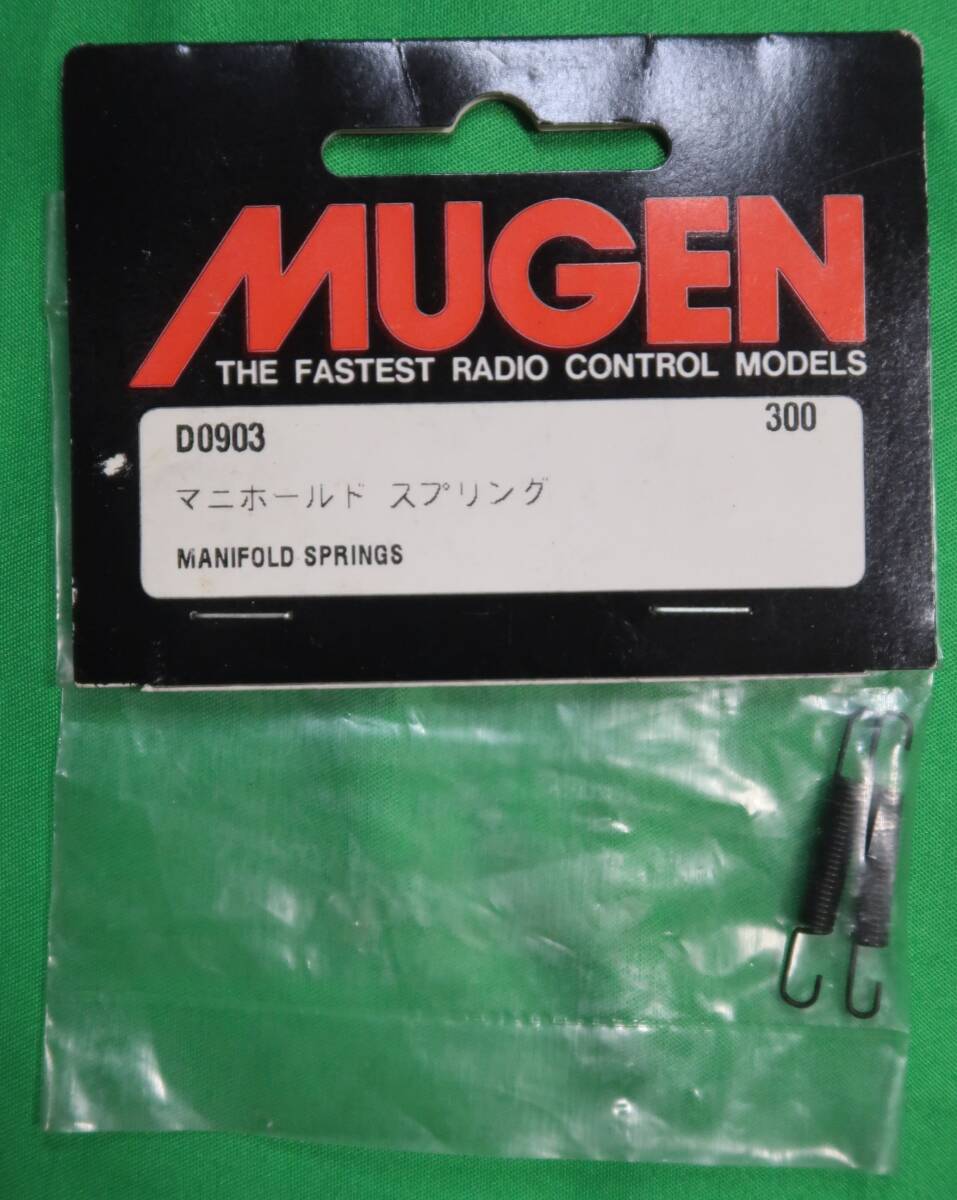 MUGEN
THE FASTEST RADIO CONTROL MODELS
D0903 300
マニホールド スプリング
MANIFOLD SPRINGS